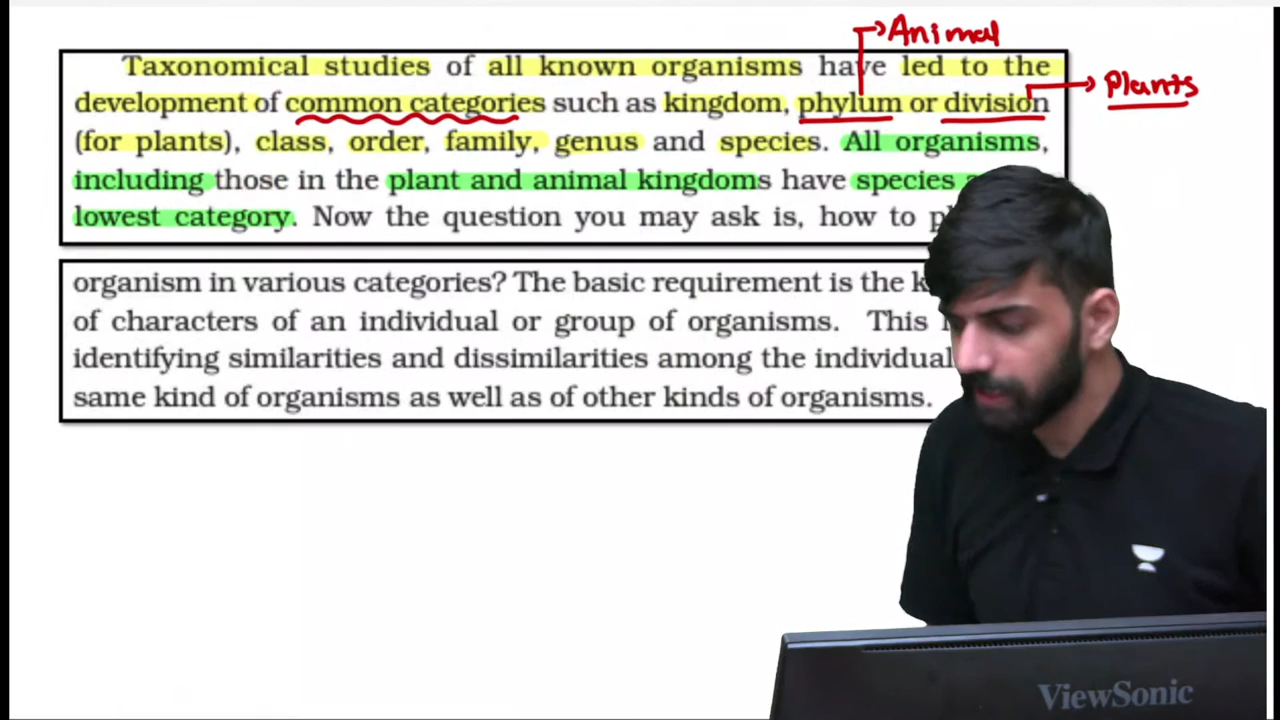 Animal
Taxonomical studies of all known organisms have led to the
development of common categories such as kingdom, phylum or division
Plants
(for plants), class, order, family, genus and species. All organisms,
including those in the plant and animal kingdoms have species
lowest category. Now the question you may ask is, how to
organism in various categories? The basic requirement is the
of characters of an individual or group of organisms. This
identifying similarities and dissimilarities among the
same kind of organisms as well as of other kinds of organisms.
ViewSonic